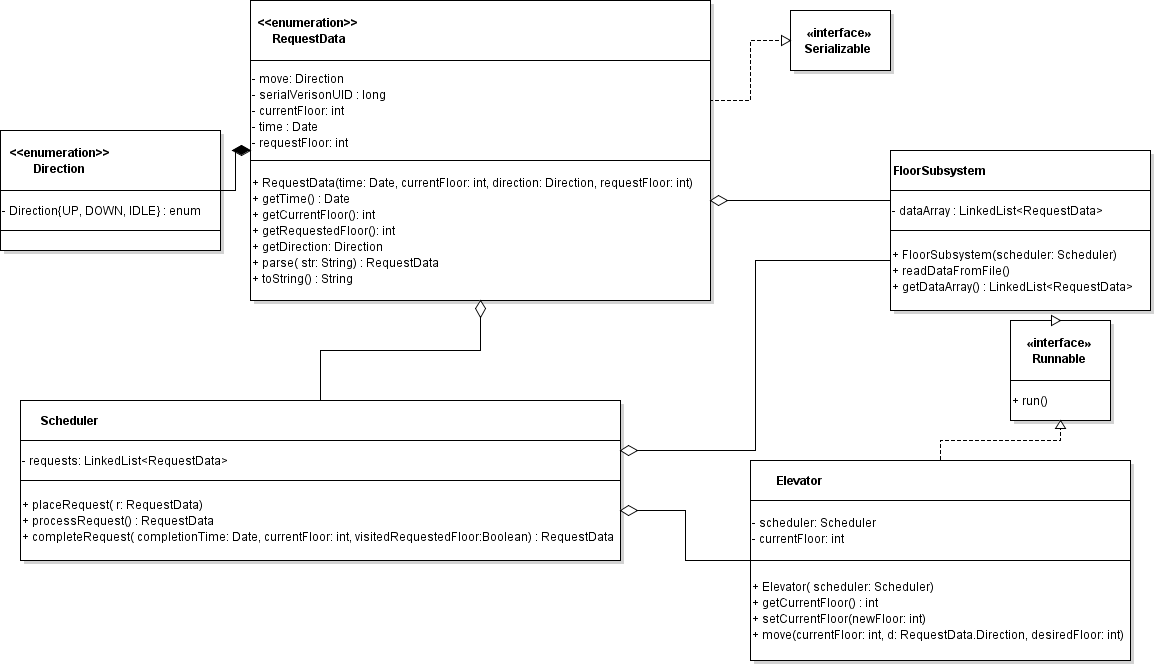 <<enumeration>>
RequestData
- move: Direction
- serialVerisonUID : long
- currentFloor: int
- time : Date
- requestFloor: int
+ RequestData(time: Date, currentFloor: int, direction: Direction, requestFloor: int)
+ getTime() : Date
+ getCurrentFloor(): int
+ getRequestedFloor(): int
+ getDirection: Direction
+ parse( str: String) : RequestData
+ toString() : String
«interface»
Serializable
<<enumeration>>
Direction
- Direction{UP, DOWN, IDLE} : enum
FloorSubsystem
- dataArray : LinkedList<RequestData>
+ FloorSubsystem(scheduler: Scheduler)
+ readDataFromFile()
+ getDataArray() : LinkedList<RequestData>
«interface»
Runnable
+ run()
Scheduler
- requests: LinkedList<RequestData>
+ placeRequest( r: RequestData)
+ processRequest() : RequestData
+ completeRequest( completionTime: Date, currentFloor: int, visitedRequestedFloor:Boolean) : RequestData
Elevator
- scheduler: Scheduler
- currentFloor: int
+ Elevator( scheduler: Scheduler)
+ getCurrentFloor() : int
+ setCurrentFloor(newFloor: int)
+ move(currentFloor: int, d: RequestData.Direction, desiredFloor: int)